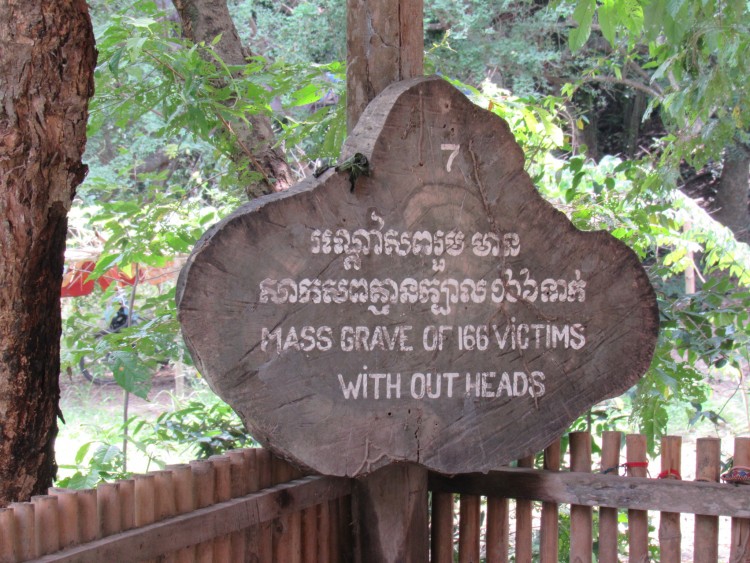 7
រណ្តៅសពរួម មាន
សាកសពគ្មានក្បាល ១៦៦ នាក់
MASS GRAVE OF 166 VICTIMS
WITH OUT HEADS